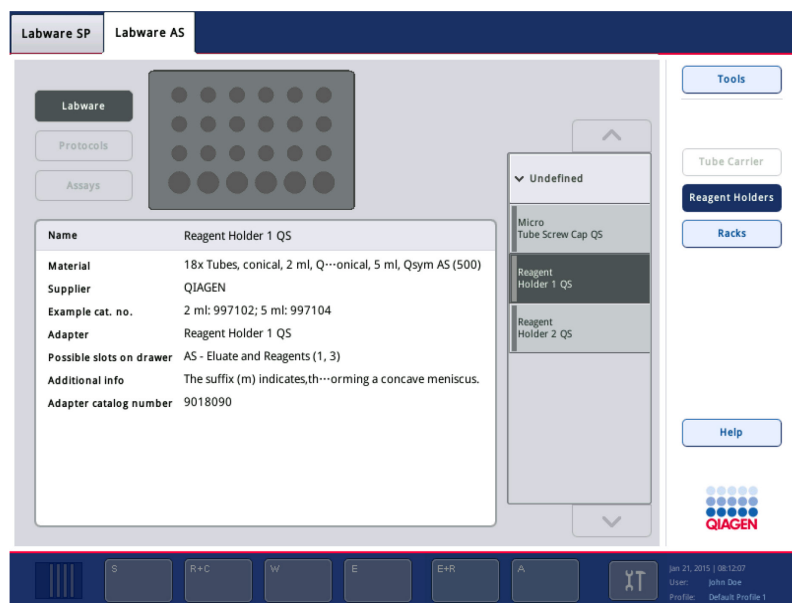 Labware SP
Labware AS
Tools
Labware
Protocols
Tube Carrier
Undefined
Assays
Reagent Holders
Micro
Tube Screw Cap QS
Racks
Name Reagent Holder 1 QS
Material 18x Tubes, conical, 2 ml, Q···onical, 5 ml, Qsym AS (500)
Reagent
Holder 1 QS
Supplier QIAGEN
Example cat. no. 2 ml: 997102; 5 ml: 997104
Reagent
Holder 2 QS
Adapter Reagent Holder 1 QS
Possible slots on drawer AS - Eluate and Reagents (1, 3)
Additional info The suffix (m) indicates,th···orming a concave meniscus.
Adapter catalog number 9018090
Help
QIAGEN
S
R+C
W
E
E+R
A
Jan 21, 2015 | 08:12:07
User: John Doe
Profile: Default Profile 1